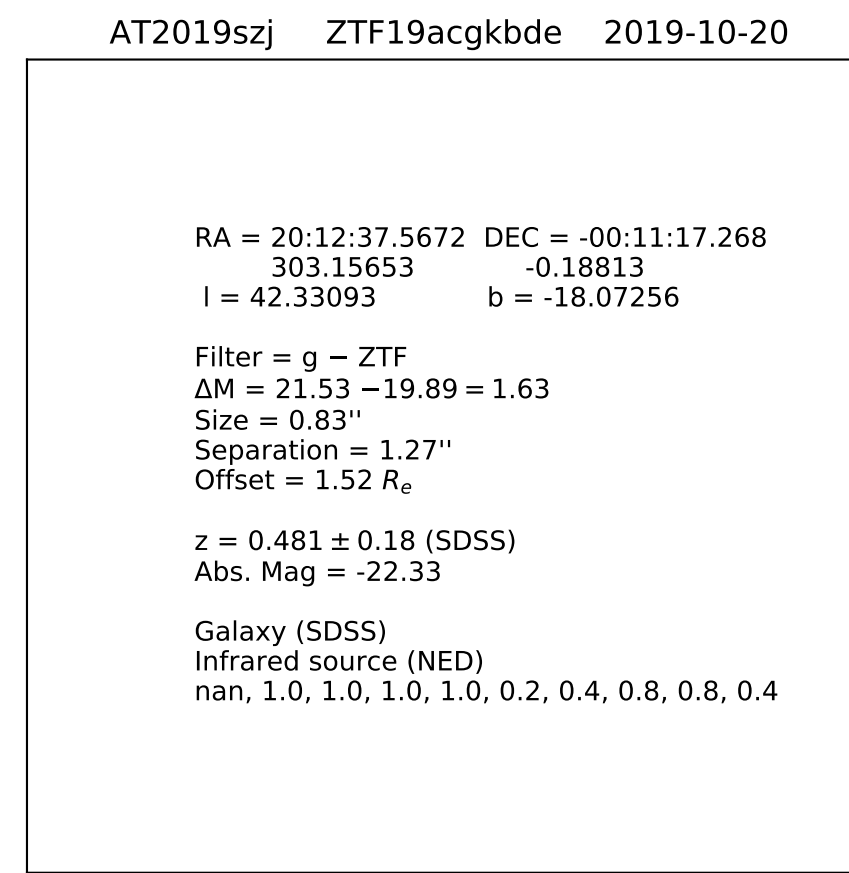 AT2019szj ZTF19acgkbde 2019-10-20
RA = 20:12:37.5672 DEC = -00:11:17.268
303.15653 -0.18813
l = 42.33093 b = -18.07256
Filter = g − ZTF
ΔM = 21.53 −19.89 = 1.63
Size = 0.83''
Separation = 1.27''
Offset = 1.52 Re
z = 0.481 ± 0.18 (SDSS)
Abs. Mag = -22.33
Galaxy (SDSS)
Infrared source (NED)
nan, 1.0, 1.0, 1.0, 1.0, 0.2, 0.4, 0.8, 0.8, 0.4